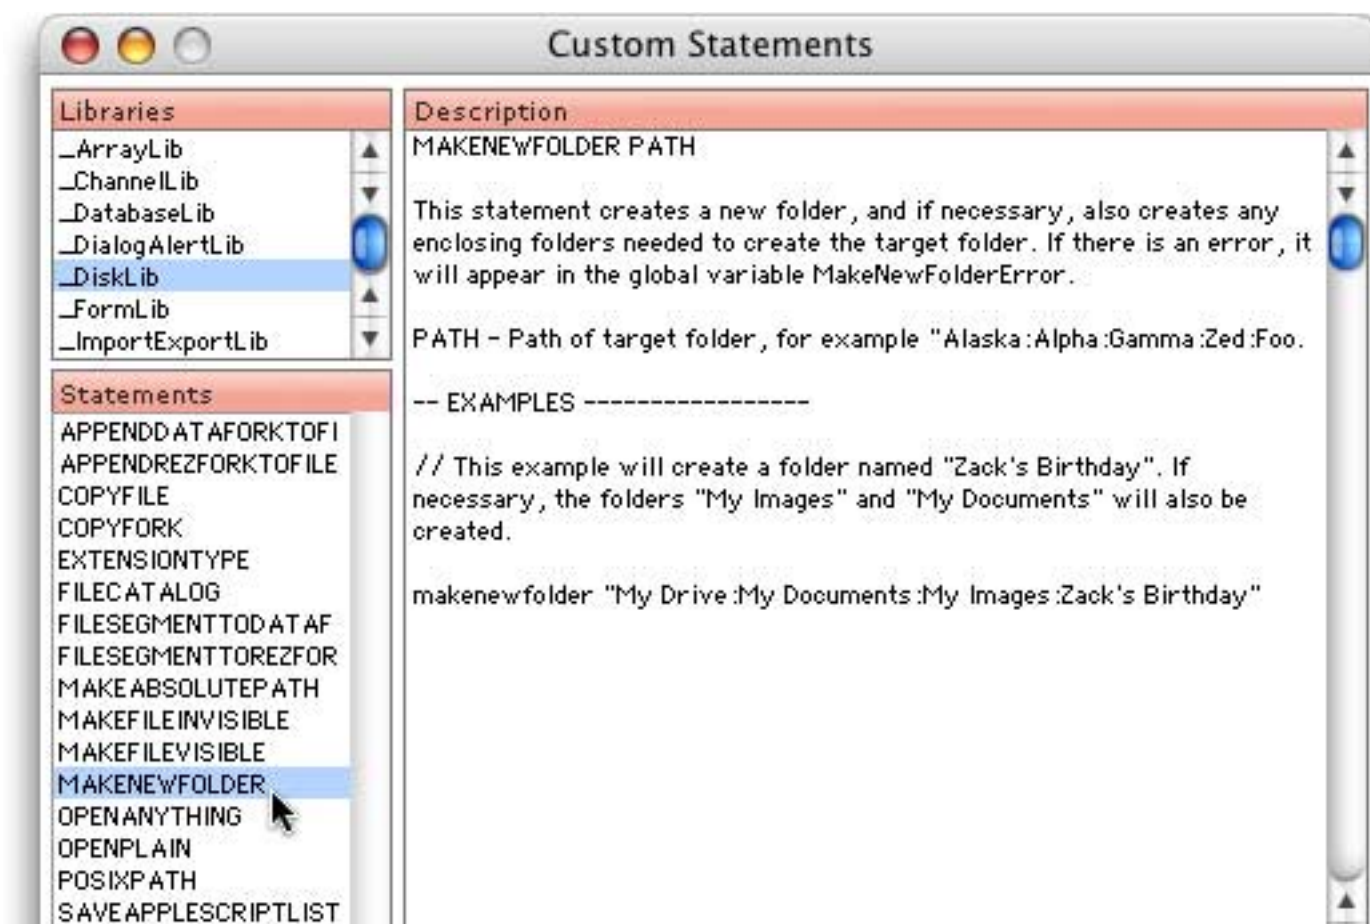 Custom Statements
Libraries
_ArrayLib
_ChannelLib
_DatabaseLib
_DialogAlertLib
_DiskLib
_FormLib
_ImportExportLib
Statements
APPENDDATAFORKTOFI
APPENDREZFORKTOFILE
COPYFILE
COPYFORK
EXTENSIONTYPE
FILECATALOG
FILESEGMENTTODATAF
FILESEGMENTTOREZFOR
MAKEABSOLUTEPATH
MAKEFILEINVISIBLE
MAKEFILEVISIBLE
MAKENEWFOLDER
OPENANYTHING
OPENPLAIN
POSIXPATH
SAVEAPPLESCRIPTLIST
Description
MAKENEWFOLDER PATH
This statement creates a new folder, and if necessary, also creates any
enclosing folders needed to create the target folder. If there is an error, it
will appear in the global variable MakeNewFolderError.
PATH - Path of target folder, for example "Alaska:Alpha:Gamma:Zed:Foo.
-- EXAMPLES -----------------
// This example will create a folder named "Zack's Birthday". If
necessary, the folders "My Images" and "My Documents" will also be
created.
makenewfolder "My Drive:My Documents:My Images:Zack's Birthday"